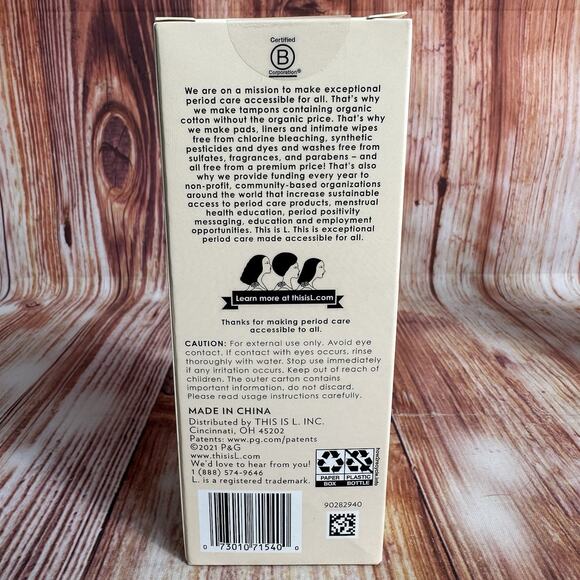 Certified
B
Corporation®
We are on a mission to make exceptional
period care accessible for all. That's why
we make tampons containing organic
cotton without the organic price. That's why
we make pads, liners and intimate wipes
free from chlorine bleaching, synthetic
pesticides and dyes and washes free from
sulfates, fragrances, and parabens – and
all free from a premium price! That's also
why we provide funding every year to
non-profit, community-based organizations
around the world that increase sustainable
access to period care products, menstrual
health education, period positivity
messaging, education and employment
opportunities. This is L. This is exceptional
period care made accessible for all.
Learn more at thisisL.com
Thanks for making period care
accessible to all.
CAUTION: For external use only. Avoid eye
contact. If contact with eyes occurs, rinse
thoroughly with water. Stop use immediately
if any irritation occurs. Keep out of reach of
children. The outer carton contains
important information, do not discard.
Please read usage instructions carefully.
MADE IN CHINA
Distributed by THIS IS L. INC.
Cincinnati, OH 45202
Patents: www.pg.com/patents
©2021 P&G
www.thisisL.com
We'd love to hear from you!
1 (888) 574-9646
L. is a registered trademark.
PAPER
BOX
PLASTIC
BOTTLE
how2recycle.info
90282940
0 73010 71540 0